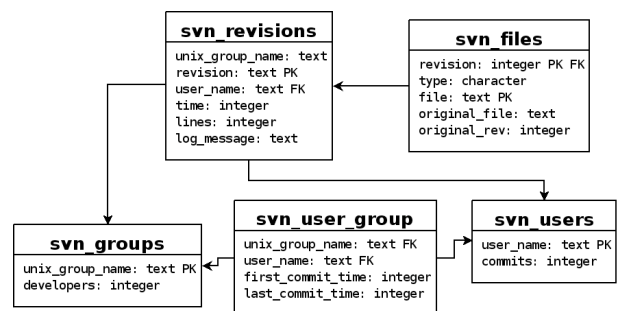 svn_revisions
unix_group_name: text
revision: text PK
user_name: text FK
time: integer
lines: integer
log_message: text
svn_files
revision: integer PK FK
type: character
file: text PK
original_file: text
original_rev: integer
svn_groups
unix_group_name: text PK
developers: integer
svn_user_group
unix_group_name: text FK
user_name: text FK
first_commit_time: integer
last_commit_time: integer
svn_users
user_name: text PK
commits: integer